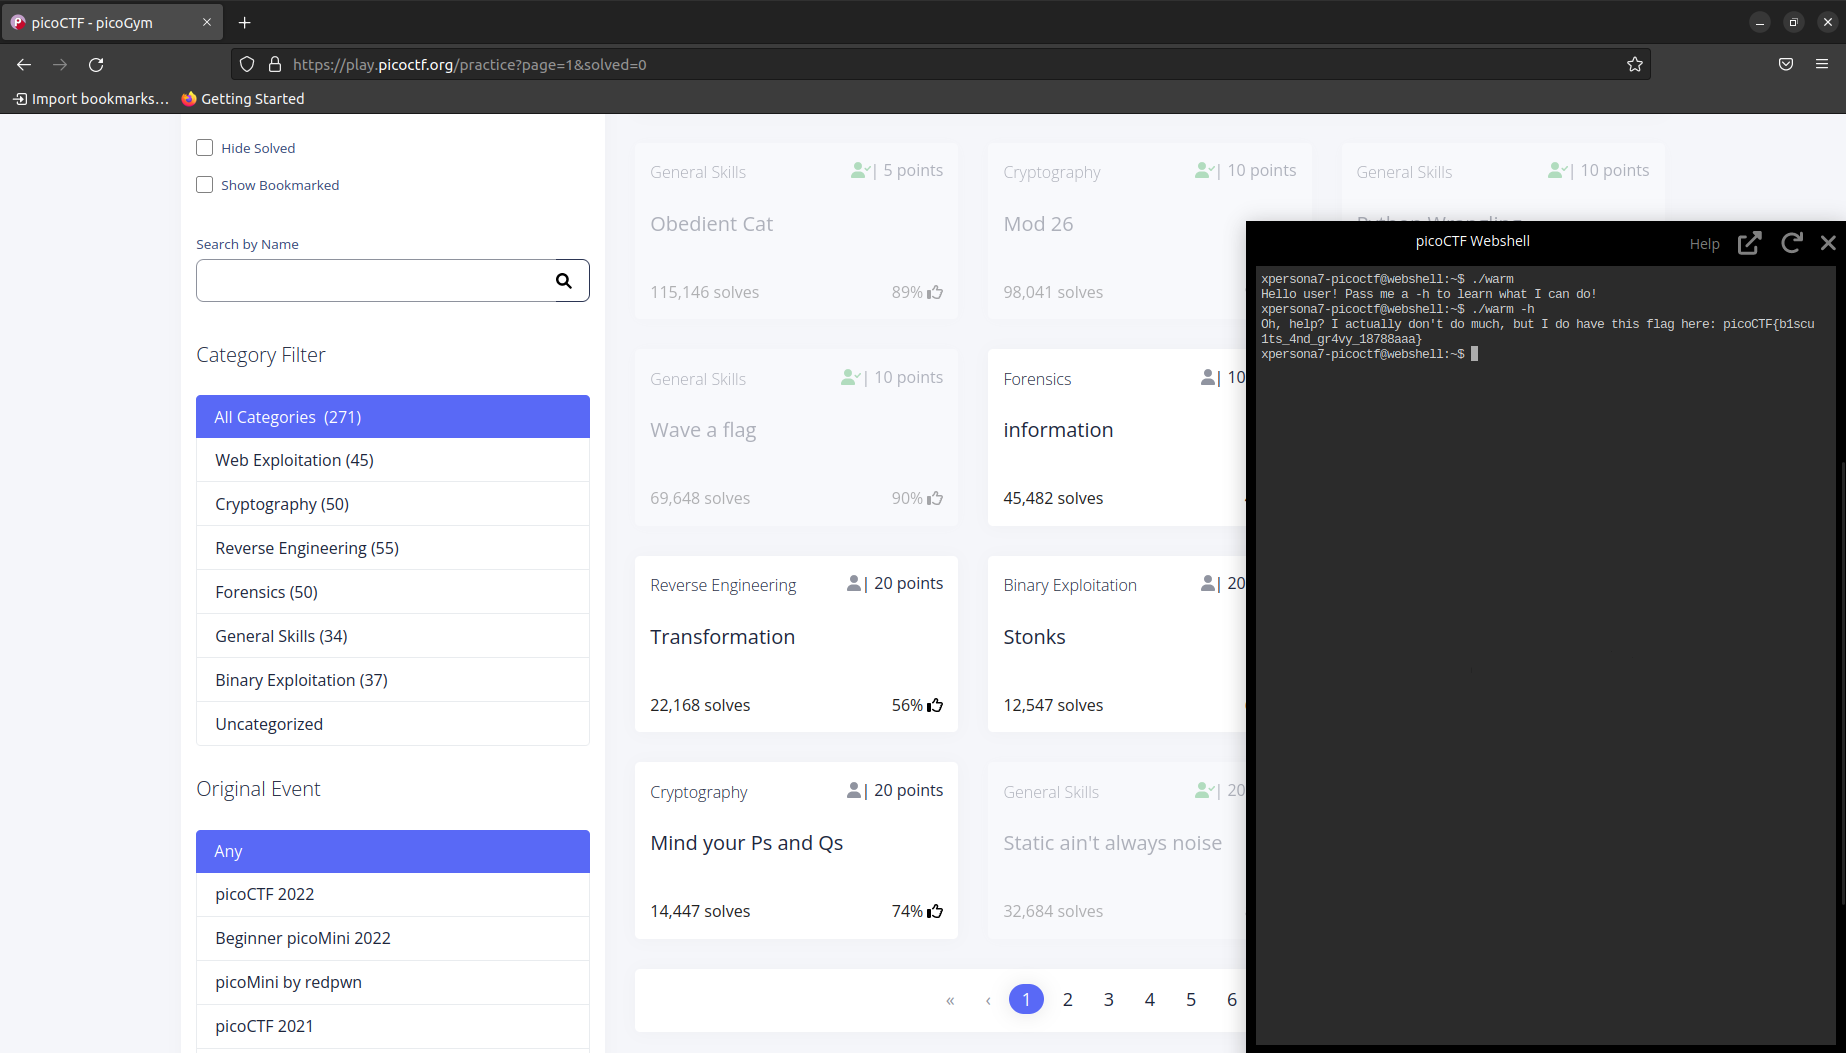 picoCTF - picoGym
https://play.picoctf.org/practice?page=1&solved=0
Import bookmarks…
Getting Started
Hide Solved
Show Bookmarked
Search by Name
Category Filter
All Categories (271)
Web Exploitation (45)
Cryptography (50)
Reverse Engineering (55)
Forensics (50)
General Skills (34)
Binary Exploitation (37)
Uncategorized
Original Event
Any
picoCTF 2022
Beginner picoMini 2022
picoMini by redpwn
picoCTF 2021
General Skills | 5 points
Obedient Cat
115,146 solves 89%
Cryptography | 10 points
Mod 26
98,041 solves
General Skills | 10 points
Python Wrangling
General Skills | 10 points
Wave a flag
69,648 solves 90%
Forensics | 10
information
45,482 solves
Reverse Engineering | 20 points
Transformation
22,168 solves 56%
Binary Exploitation | 20
Stonks
12,547 solves
Cryptography | 20 points
Mind your Ps and Qs
14,447 solves 74%
General Skills | 20
Static ain't always noise
32,684 solves
« ‹ 1 2 3 4 5 6
picoCTF Webshell
Help
xpersona7-picoctf@webshell:~$ ./warm
Hello user! Pass me a -h to learn what I can do!
xpersona7-picoctf@webshell:~$ ./warm -h
Oh, help? I actually don't do much, but I do have this flag here: picoCTF{b1scu
1ts_4nd_gr4vy_18788aaa}
xpersona7-picoctf@webshell:~$